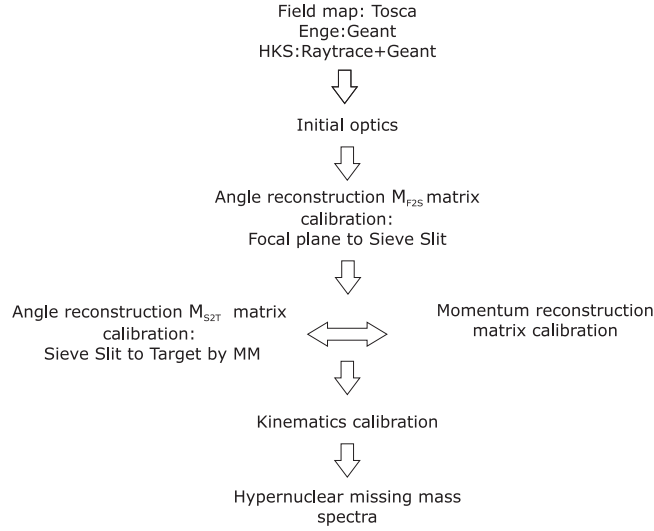 Field map: Tosca
Enge:Geant
HKS:Raytrace+Geant
Initial optics
Angle reconstruction M_F2S matrix
calibration:
Focal plane to Sieve Slit
Angle reconstruction M_S2T matrix
calibration:
Sieve Slit to Target by MM
Momentum reconstruction
matrix calibration
Kinematics calibration
Hypernuclear missing mass
spectra